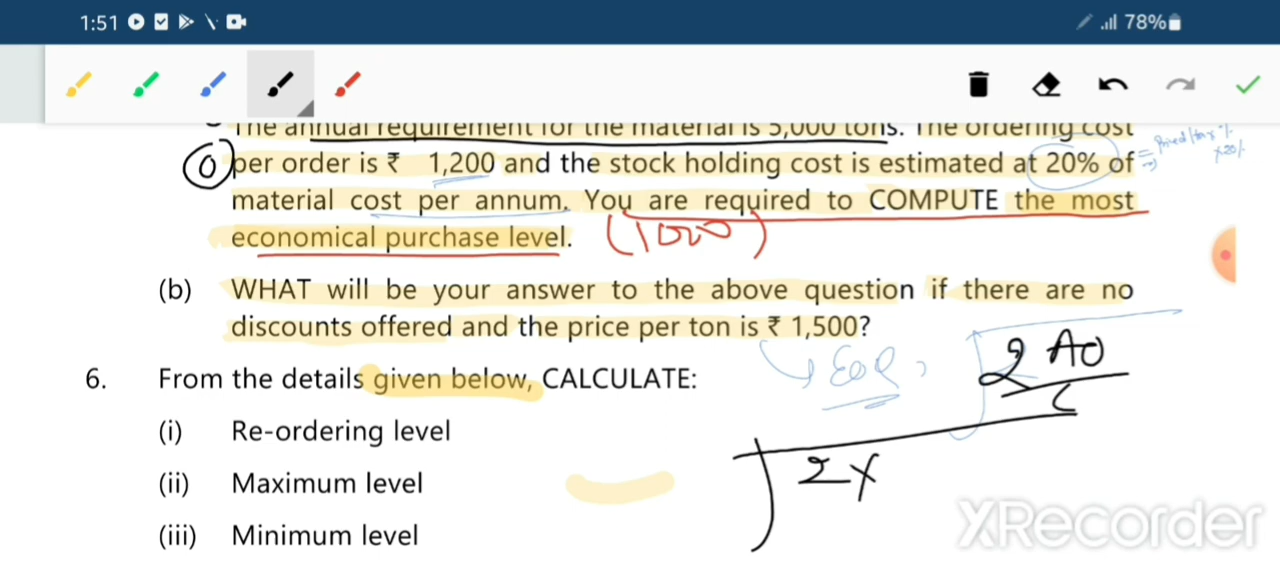 1:51
78%
The annual requirement for the material is 5,000 tons. The ordering cost
per order is ₹ 1,200 and the stock holding cost is estimated at 20% of
material cost per annum. You are required to COMPUTE the most
economical purchase level. (1000)
(b) WHAT will be your answer to the above question if there are no
discounts offered and the price per ton is ₹ 1,500?
EOQ, 2 AO
C
6. From the details given below, CALCULATE:
(i) Re-ordering level
(ii) Maximum level
(iii) Minimum level
2 X
O
XRecorder